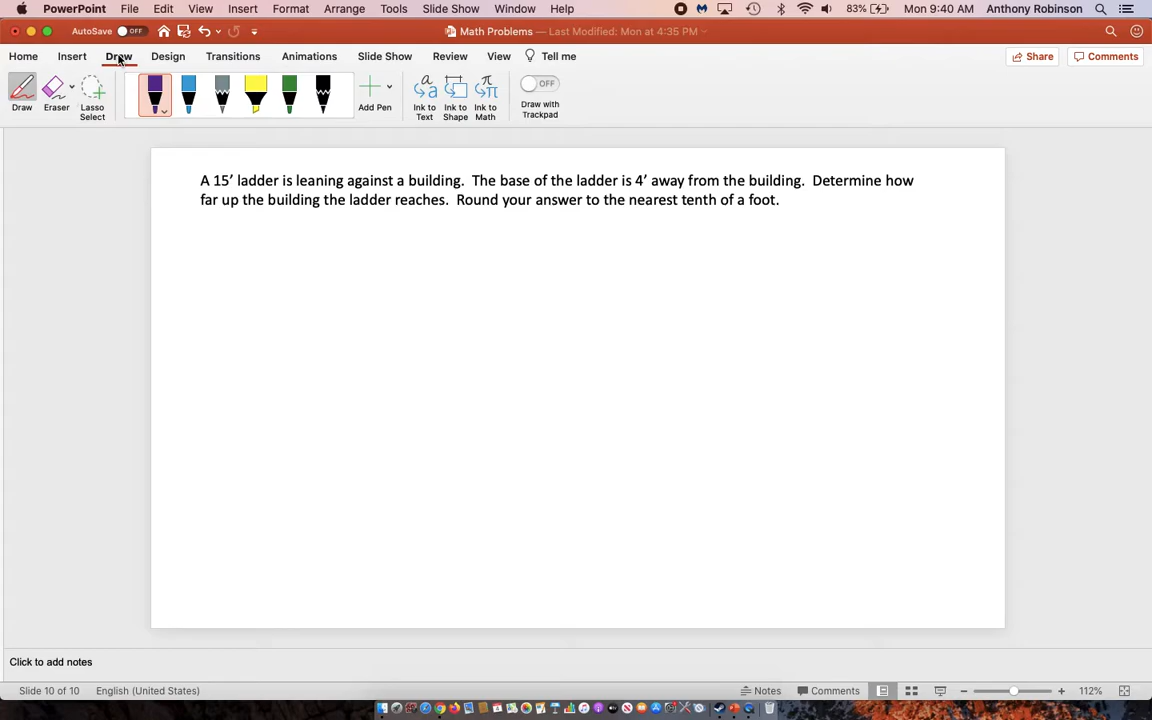 PowerPoint File Edit View Insert Format Arrange Tools Slide Show Window Help 83% Mon 9:40 AM Anthony Robinson
AutoSave OFF Math Problems — Last Modified: Mon at 4:35 PM
Home Insert Draw Design Transitions Animations Slide Show Review View Tell me Share Comments
Draw Eraser Lasso Select Add Pen Ink to Text Ink to Shape Ink to Math OFF Draw with Trackpad
A 15’ ladder is leaning against a building. The base of the ladder is 4’ away from the building. Determine how
far up the building the ladder reaches. Round your answer to the nearest tenth of a foot.
Click to add notes
Slide 10 of 10 English (United States) Notes Comments 112%